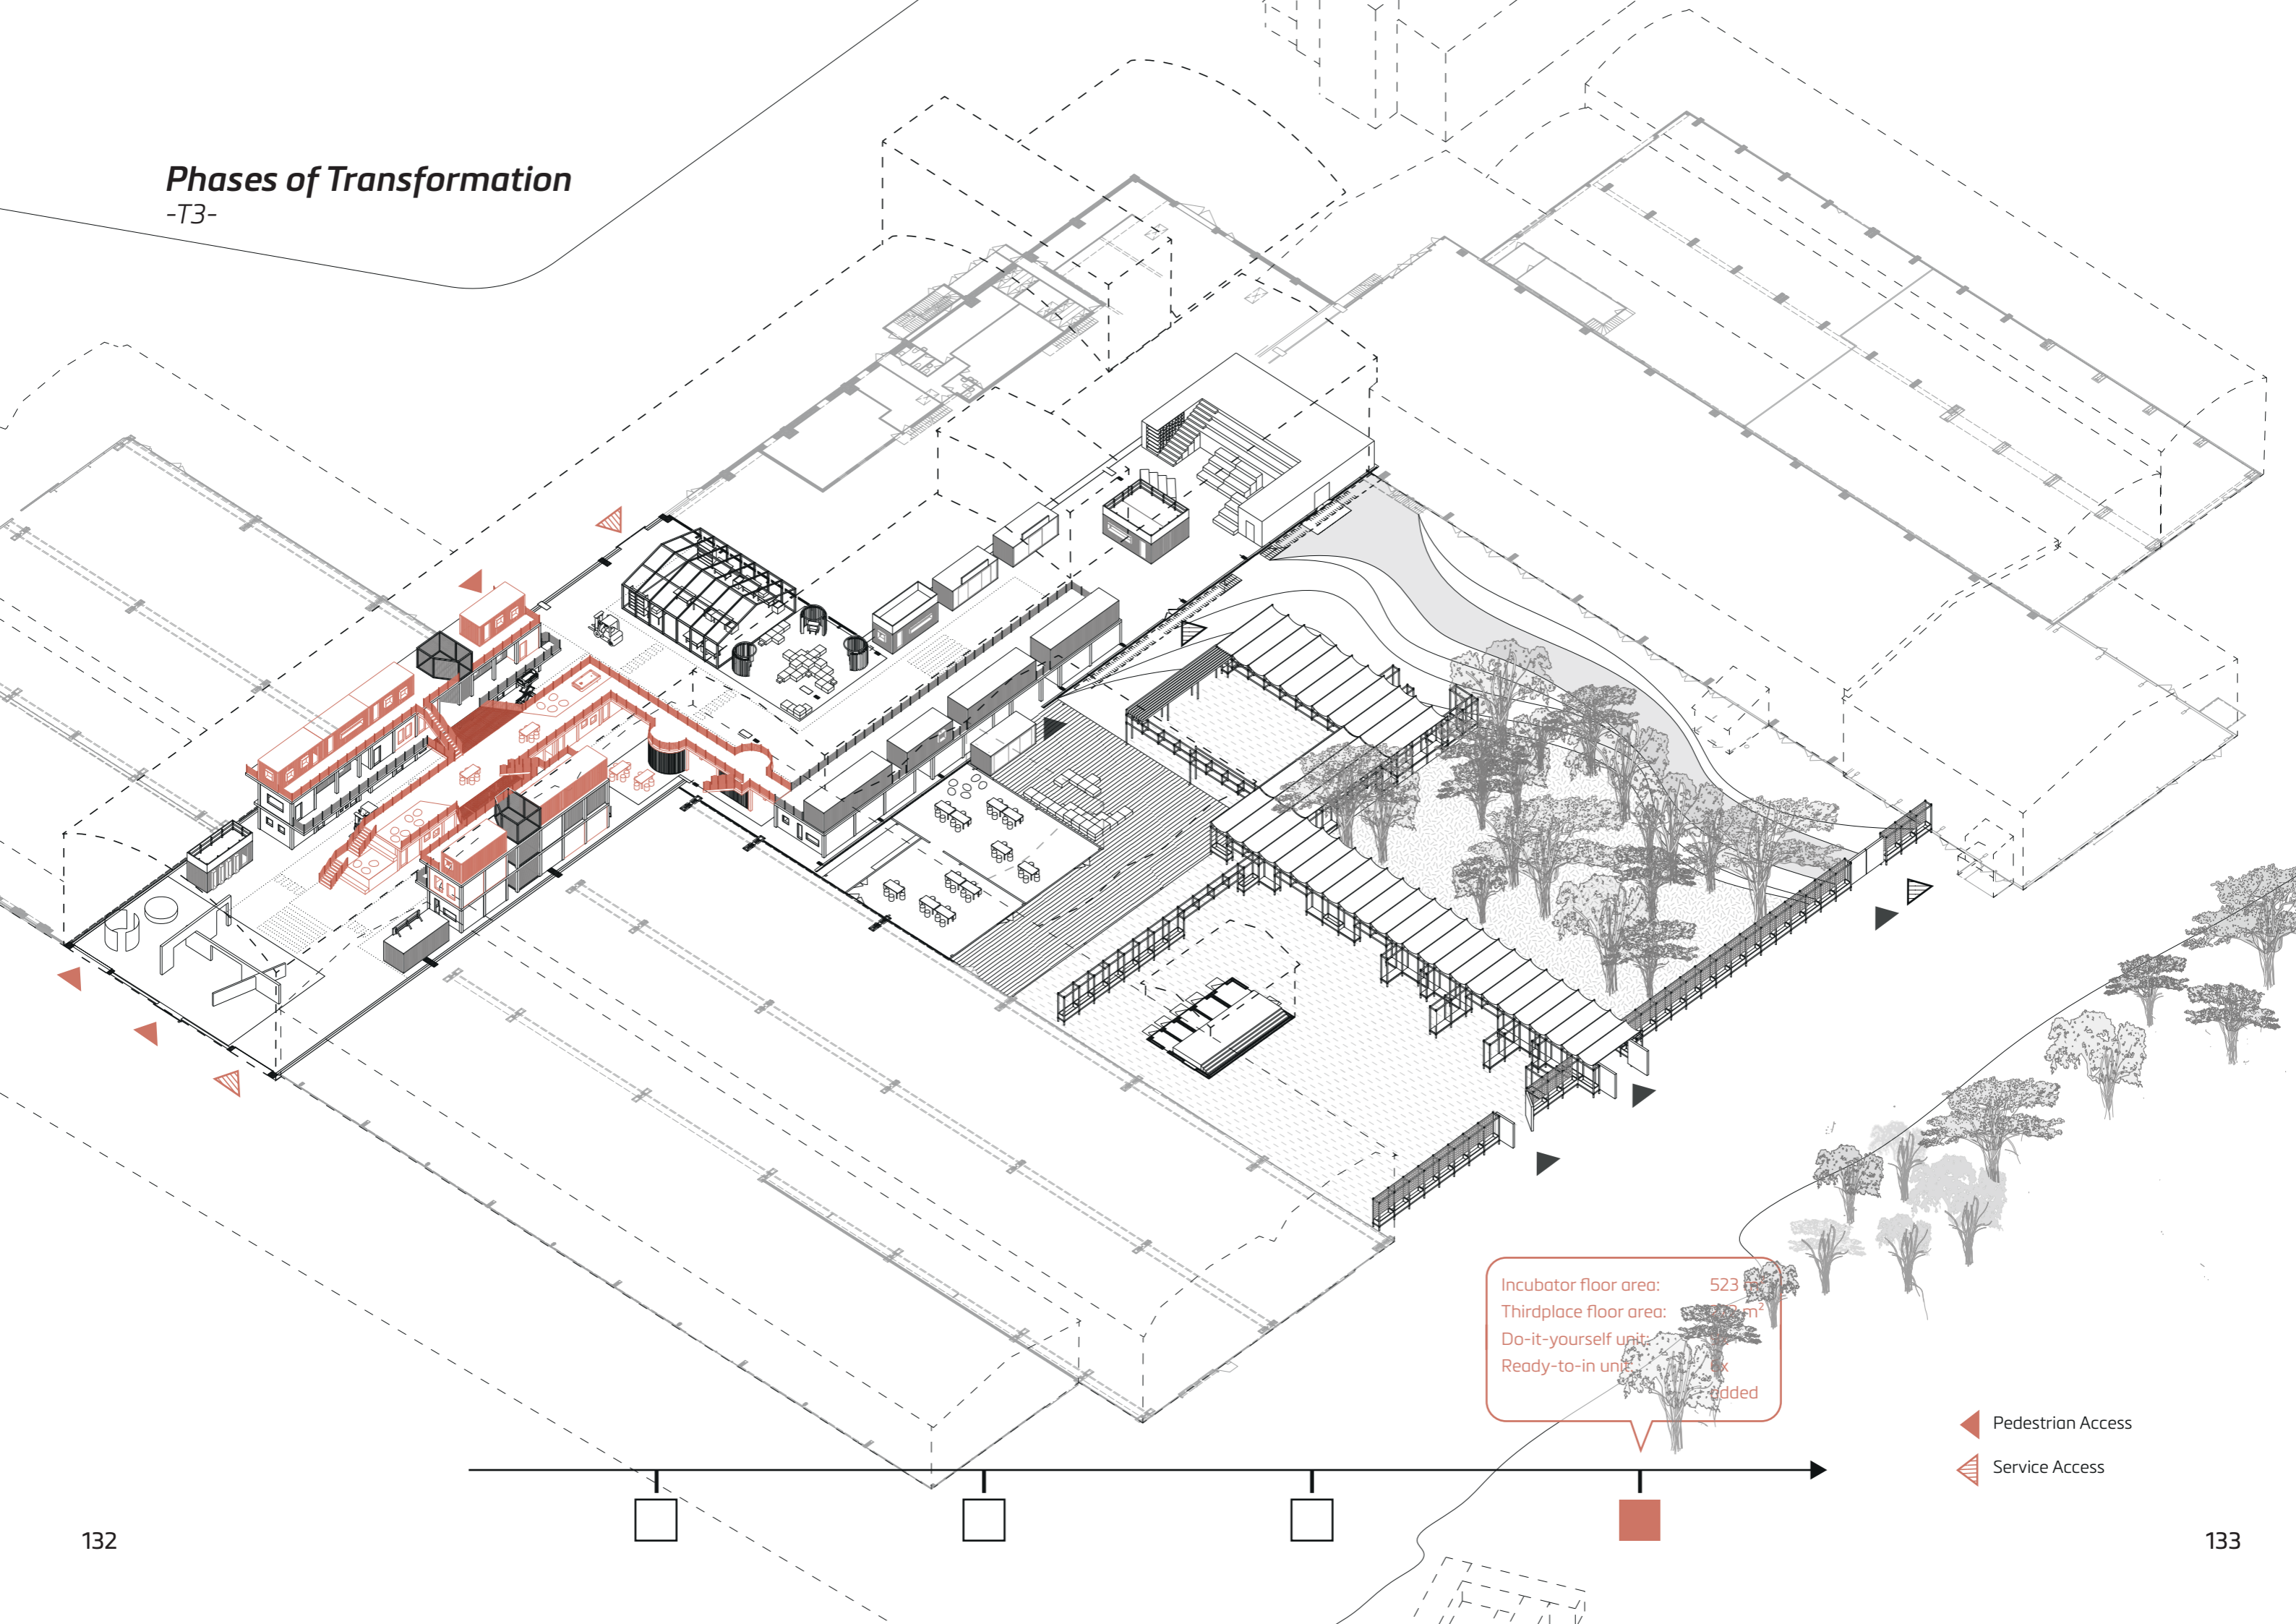 Phases of Transformation
-T3-
Incubator floor area: 523
Thirdplace floor area: m²
Do-it-yourself unit:
Ready-to-in
added
Pedestrian Access
Service Access
132
133